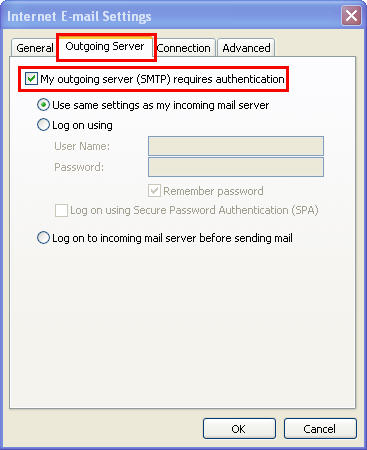 Internet E-mail Settings
General Outgoing Server Connection Advanced
My outgoing server (SMTP) requires authentication
Use same settings as my incoming mail server
Log on using
User Name:
Password:
Remember password
Log on using Secure Password Authentication (SPA)
Log on to incoming mail server before sending mail
OK Cancel